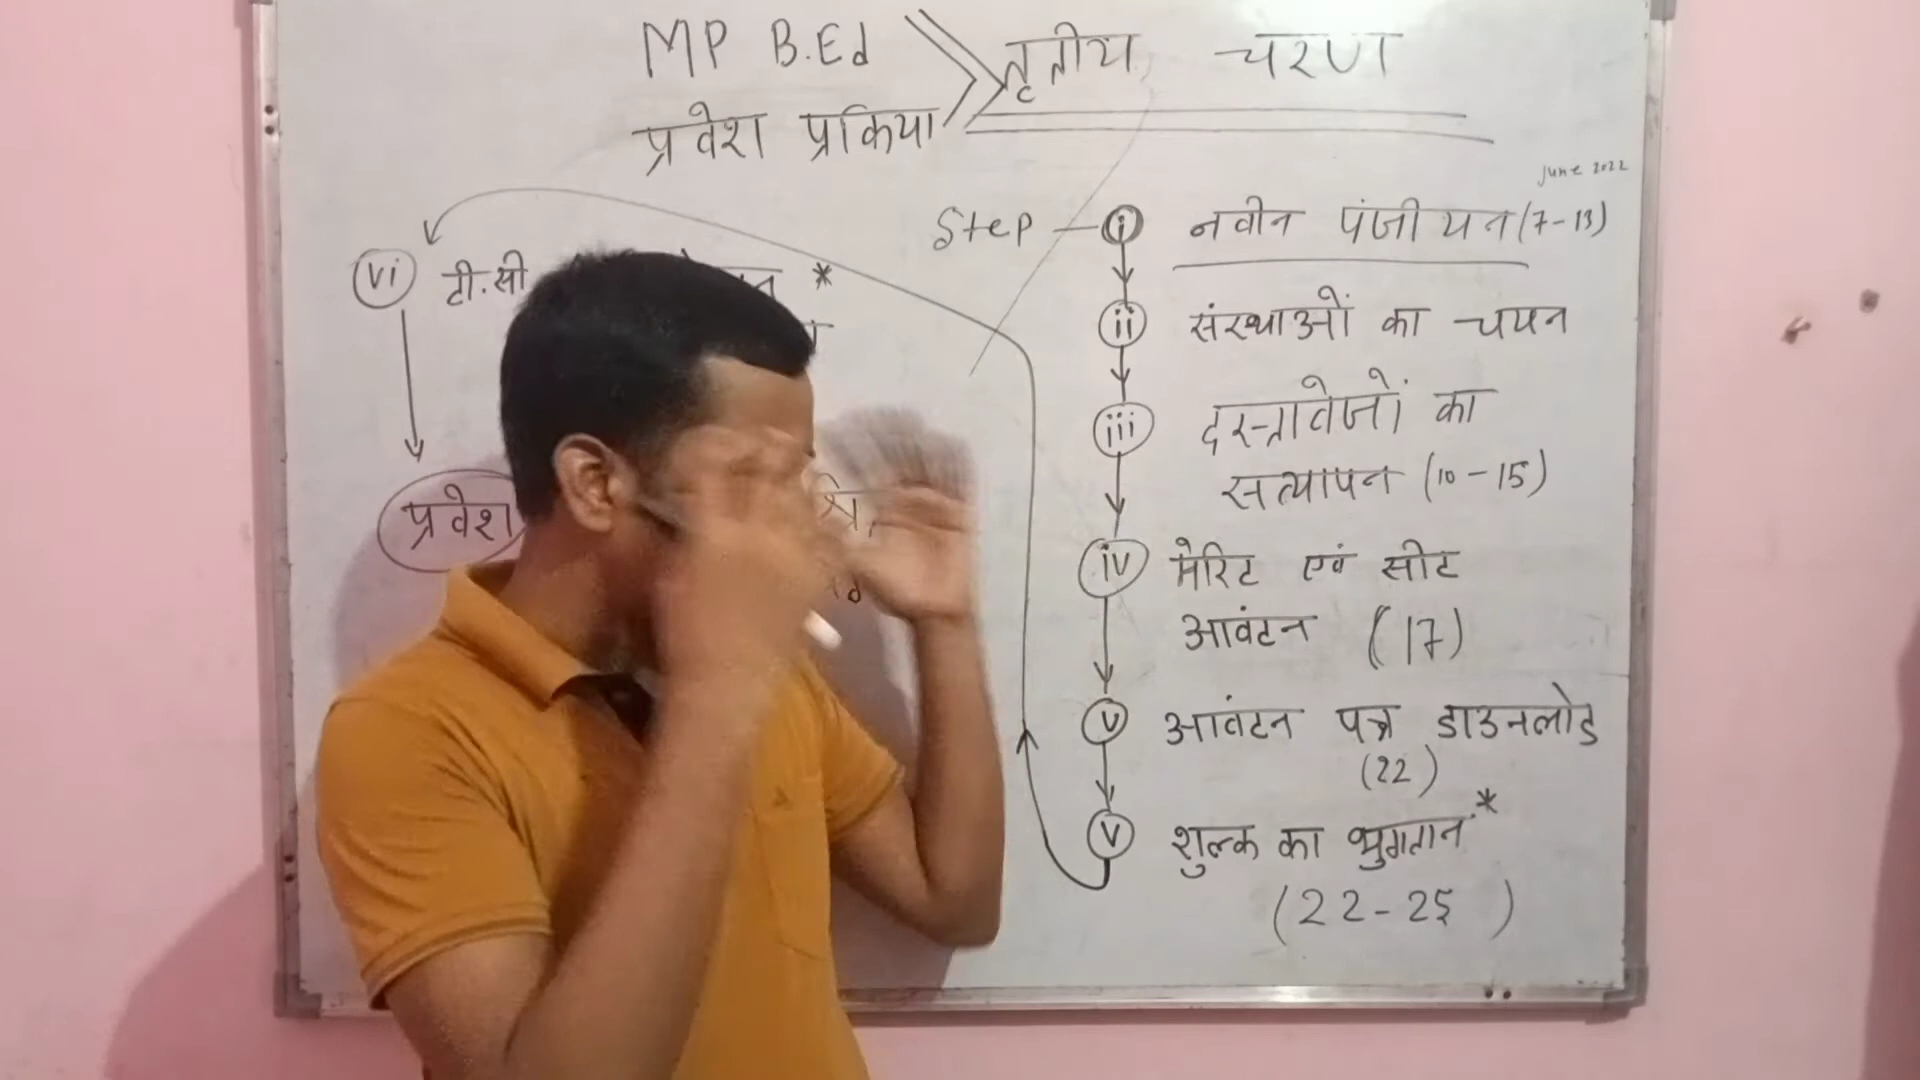 MP B.Ed
प्रवेश प्रकिया
तृतीय चरण
june 2022
Step
i नवीन पंजीयन (7-13)
ii संस्थाओं का चयन
iii दस्तावेजों का
सत्यापन (10-15)
iv मेरिट एवं सीट
आवंटन (17)
v आवंटन पत्र डाउनलोड
(22)
v शुल्क का भुगतान *
(22-25)
vi टी.सी *
प्रवेश